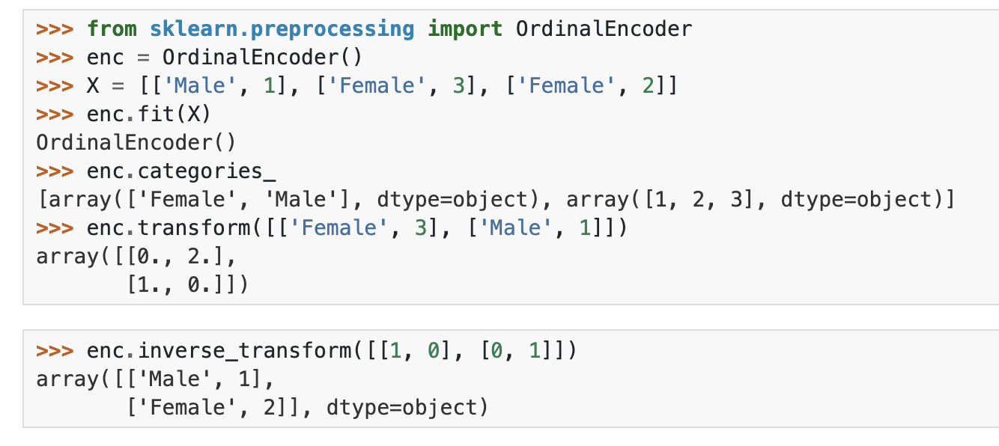 >>> from sklearn.preprocessing import OrdinalEncoder
>>> enc = OrdinalEncoder()
>>> X = [['Male', 1], ['Female', 3], ['Female', 2]]
>>> enc.fit(X)
OrdinalEncoder()
>>> enc.categories_
[array(['Female', 'Male'], dtype=object), array([1, 2, 3], dtype=object)]
>>> enc.transform([['Female', 3], ['Male', 1]])
array([[0., 2.],
       [1., 0.]])
>>> enc.inverse_transform([[1, 0], [0, 1]])
array([['Male', 1],
       ['Female', 2]], dtype=object)